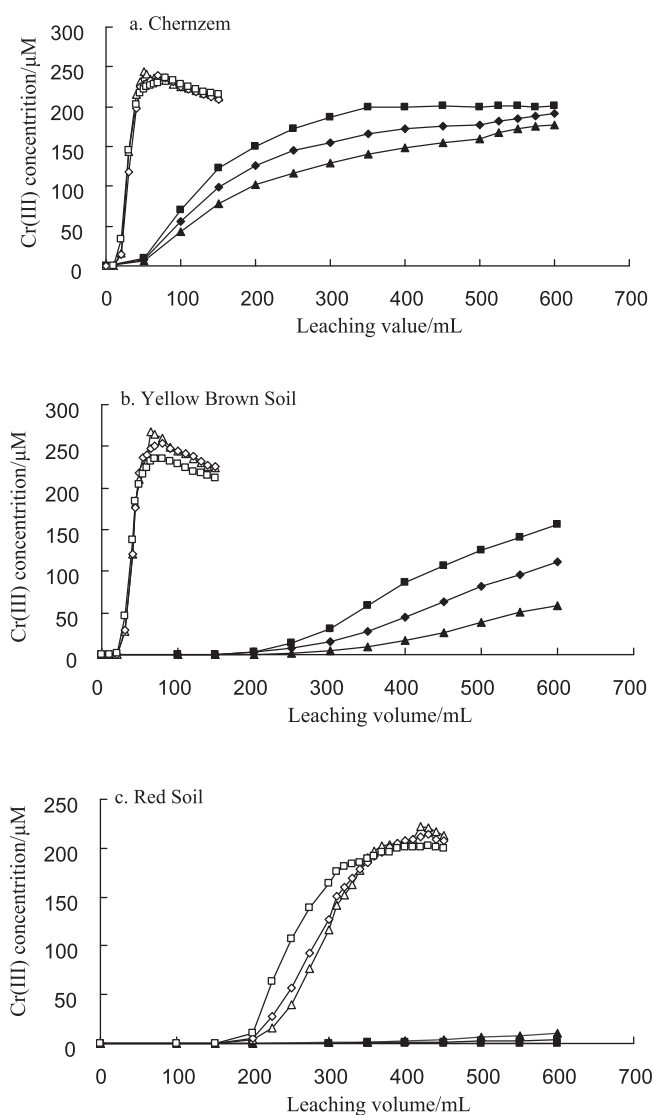 a. Chernzem
300
250
200
150
100
50
0
Cr(III) concentrition/μM
0 100 200 300 400 500 600 700
Leaching value/mL
b. Yellow Brown Soil
300
250
200
150
100
50
0
Cr(III) concentrition/μM
0 100 200 300 400 500 600 700
Leaching volume/mL
c. Red Soil
250
200
150
100
50
0
Cr(III) concentrition/μM
0 100 200 300 400 500 600 700
Leaching volume/mL